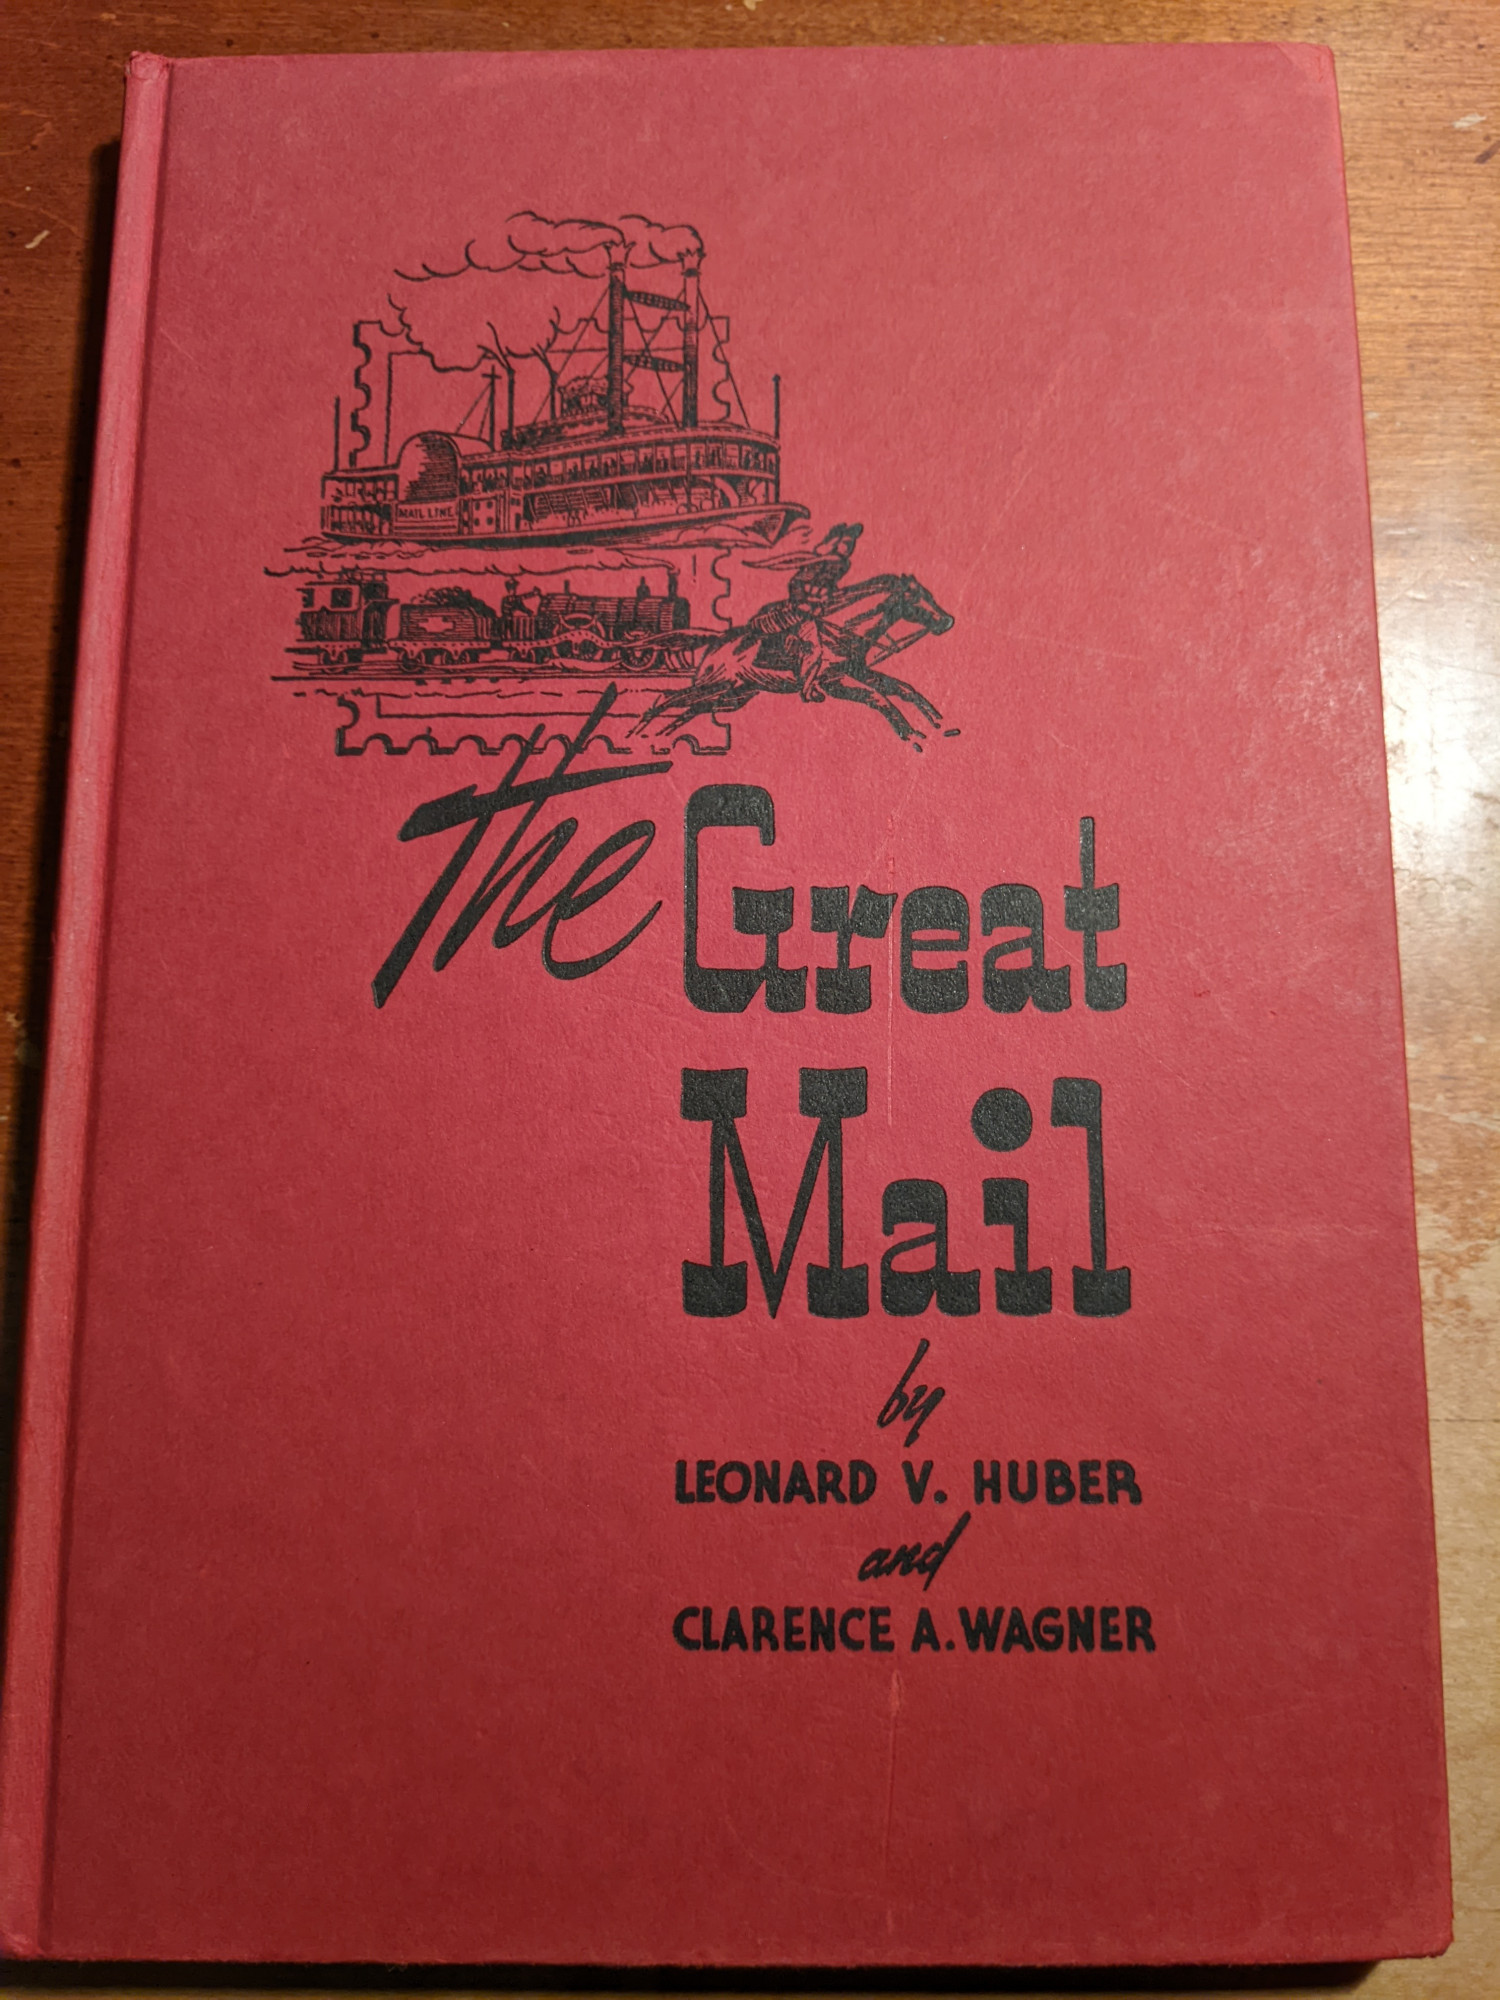 MAIL LINE
The Great
Mail
by
LEONARD V. HUBER
and
CLARENCE A. WAGNER